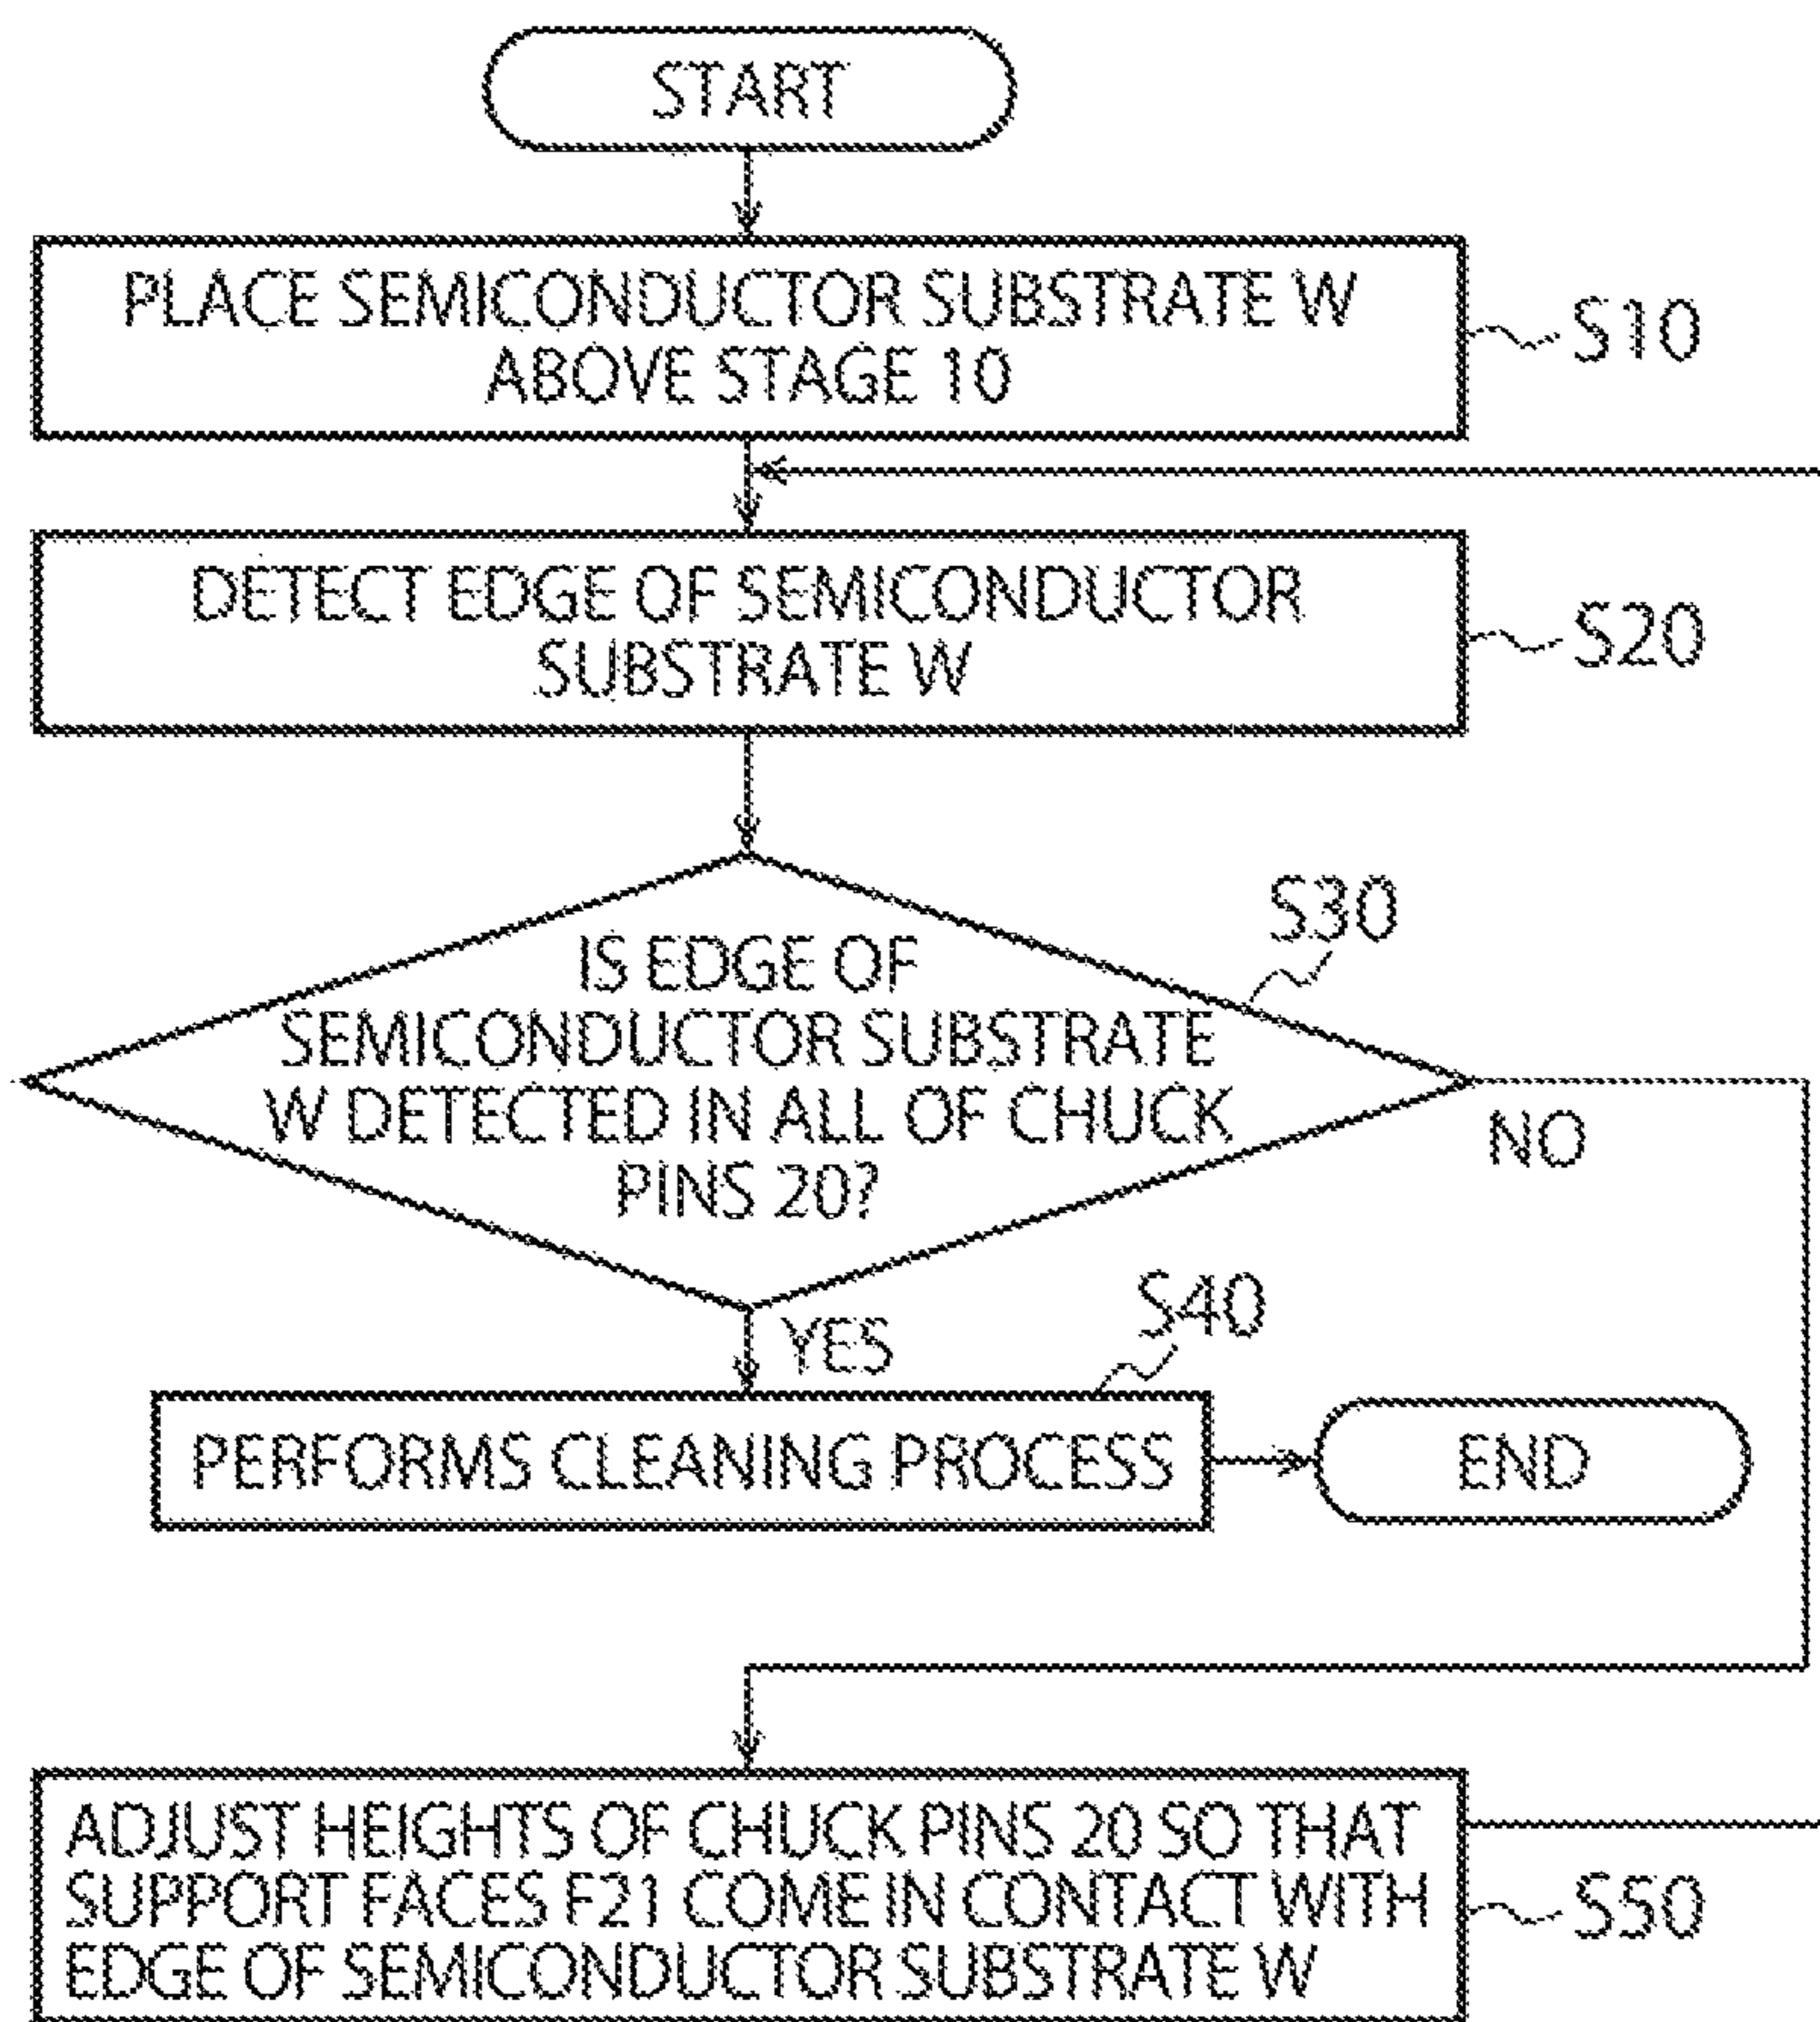 START
PLACE SEMICONDUCTOR SUBSTRATE W
ABOVE STAGE 10
S10
DETECT EDGE OF SEMICONDUCTOR
SUBSTRATE W
S20
S30
IS EDGE OF
SEMICONDUCTOR SUBSTRATE
W DETECTED IN ALL OF CHUCK
PINS 20?
NO
YES
S40
PERFORMS CLEANING PROCESS
END
ADJUST HEIGHTS OF CHUCK PINS 20 SO THAT
SUPPORT FACES F21 COME IN CONTACT WITH
EDGE OF SEMICONDUCTOR SUBSTRATE W
S50